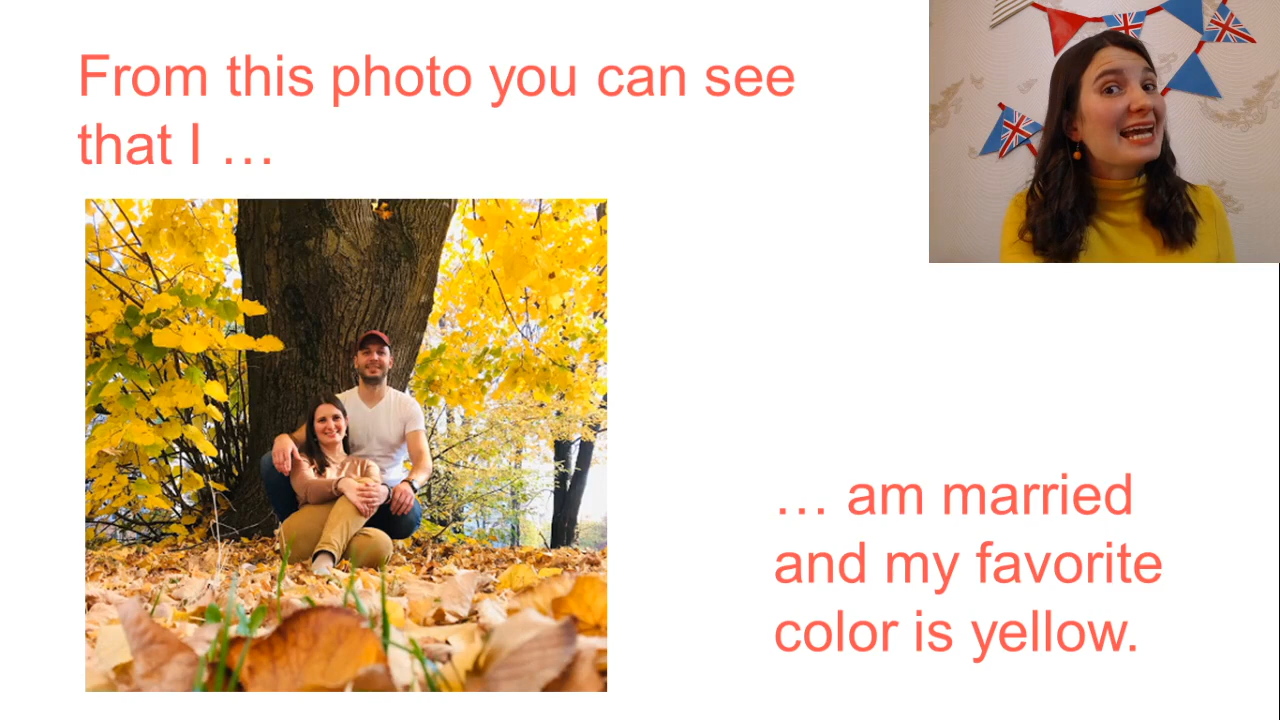 From this photo you can see
that I …
… am married
and my favorite
color is yellow.